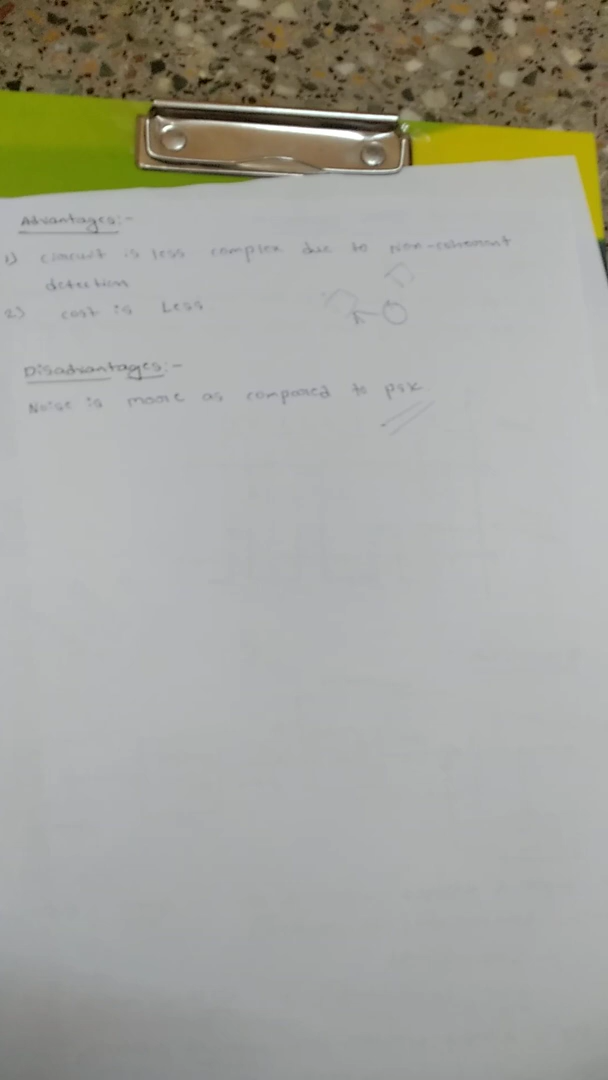 Advantages:-
1) circuit is less complex due to Non-coherent
detection
2) cost is Less
Disadvantages:-
Noise is moore as compared to psk.